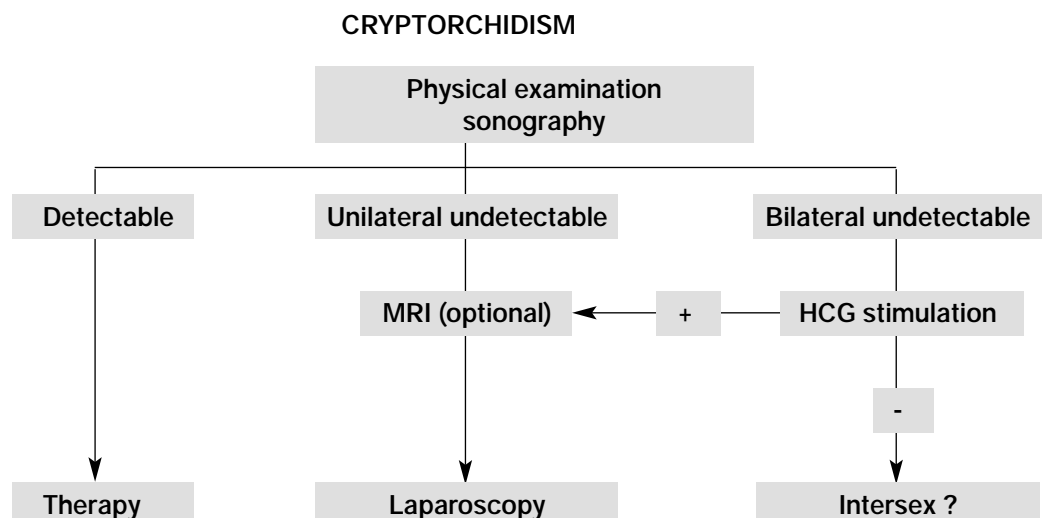 CRYPTORCHIDISM
Physical examination
sonography
Detectable
Unilateral undetectable
Bilateral undetectable
MRI (optional)
+
HCG stimulation
-
Therapy
Laparoscopy
Intersex ?